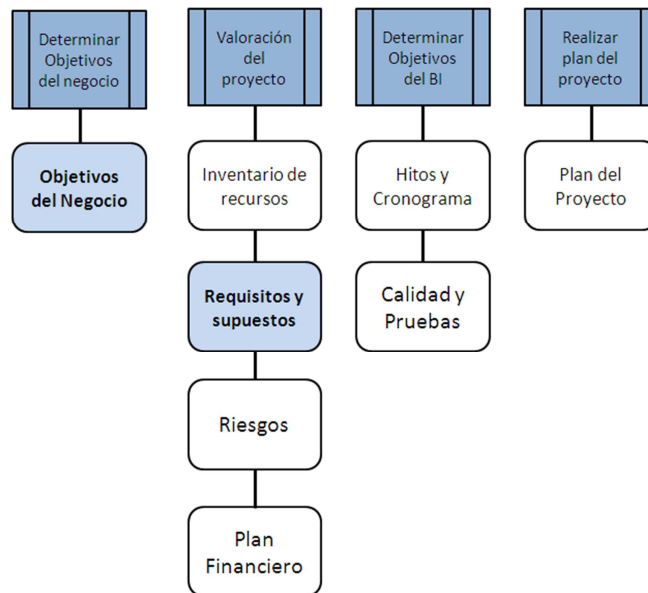 Determinar
Objetivos
del negocio
Valoración
del
proyecto
Determinar
Objetivos
del BI
Realizar
plan del
proyecto
Objetivos
del Negocio
Inventario de
recursos
Hitos y
Cronograma
Plan del
Proyecto
Requisitos y
supuestos
Calidad y
Pruebas
Riesgos
Plan
Financiero